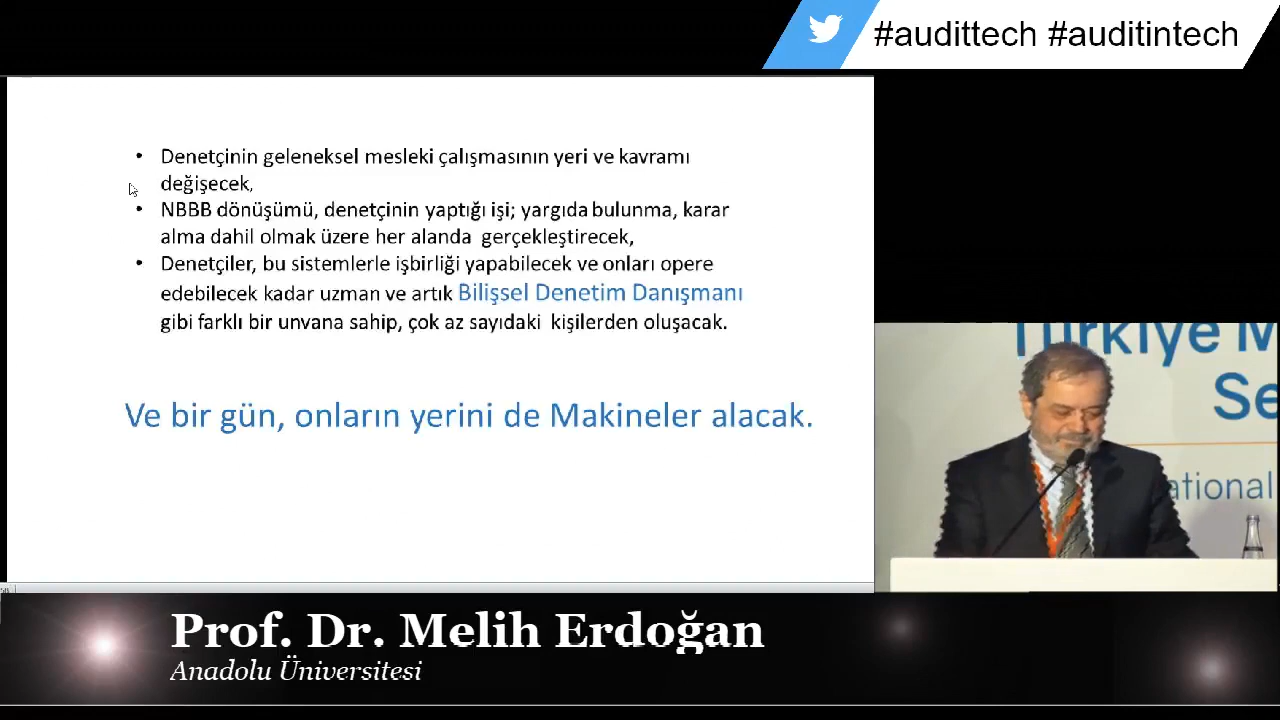 #audittech #auditintech
• Denetçinin geleneksel mesleki çalışmasının yeri ve kavramı
değişecek,
• NBBB dönüşümü, denetçinin yaptığı işi; yargıda bulunma, karar
alma dahil olmak üzere her alanda gerçekleştirecek,
• Denetçiler, bu sistemlerle işbirliği yapabilecek ve onları opere
edebilecek kadar uzman ve artık Bilişsel Denetim Danışmanı
gibi farklı bir unvana sahip, çok az sayıdaki kişilerden oluşacak.
Ve bir gün, onların yerini de Makineler alacak.
Türkiye M
Se
ational
Prof. Dr. Melih Erdoğan
Anadolu Üniversitesi